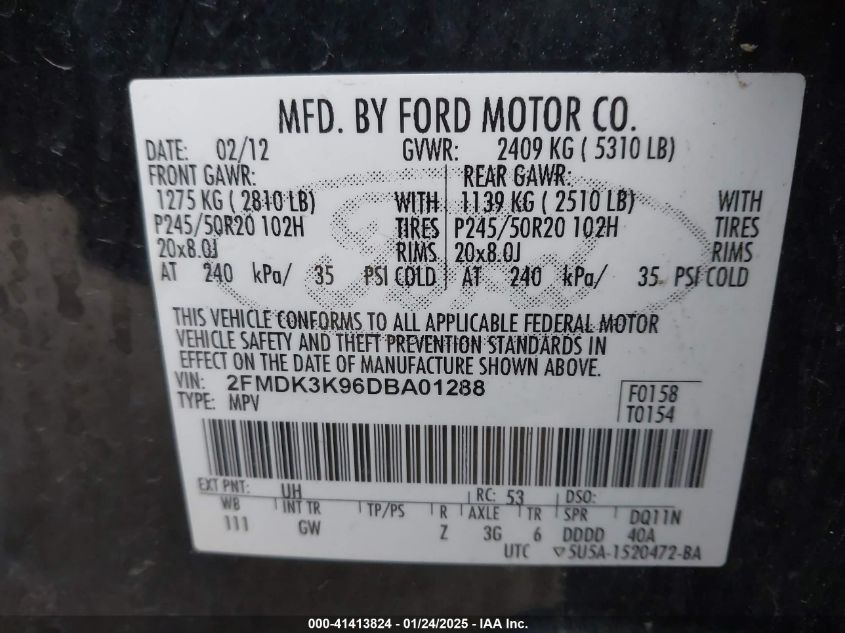 MFD. BY FORD MOTOR CO.
DATE: 02/12 GVWR: 2409 KG ( 5310 LB)
FRONT GAWR: REAR GAWR:
1275 KG ( 2810 LB) WITH 1139 KG ( 2510 LB) WITH
P245/50R20 102H TIRES P245/50R20 102H TIRES
20x8.0J RIMS 20x8.0J RIMS
AT 240 kPa/ 35 PSI COLD AT 240 kPa/ 35 PSI COLD
Ford
THIS VEHICLE CONFORMS TO ALL APPLICABLE FEDERAL MOTOR
VEHICLE SAFETY AND THEFT PREVENTION STANDARDS IN
EFFECT ON THE DATE OF MANUFACTURE SHOWN ABOVE.
VIN: 2FMDK3K96DBA01288
TYPE: MPV
F0158
T0154
EXT PNT: UH RC: 53 DSO:
WB INT TR TP/PS R AXLE TR SPR DQ11N
111 GW Z 3G 6 DDDD 40A
UTC ▽5U5A-1520472-BA
000-41413824 - 01/24/2025 - IAA Inc.